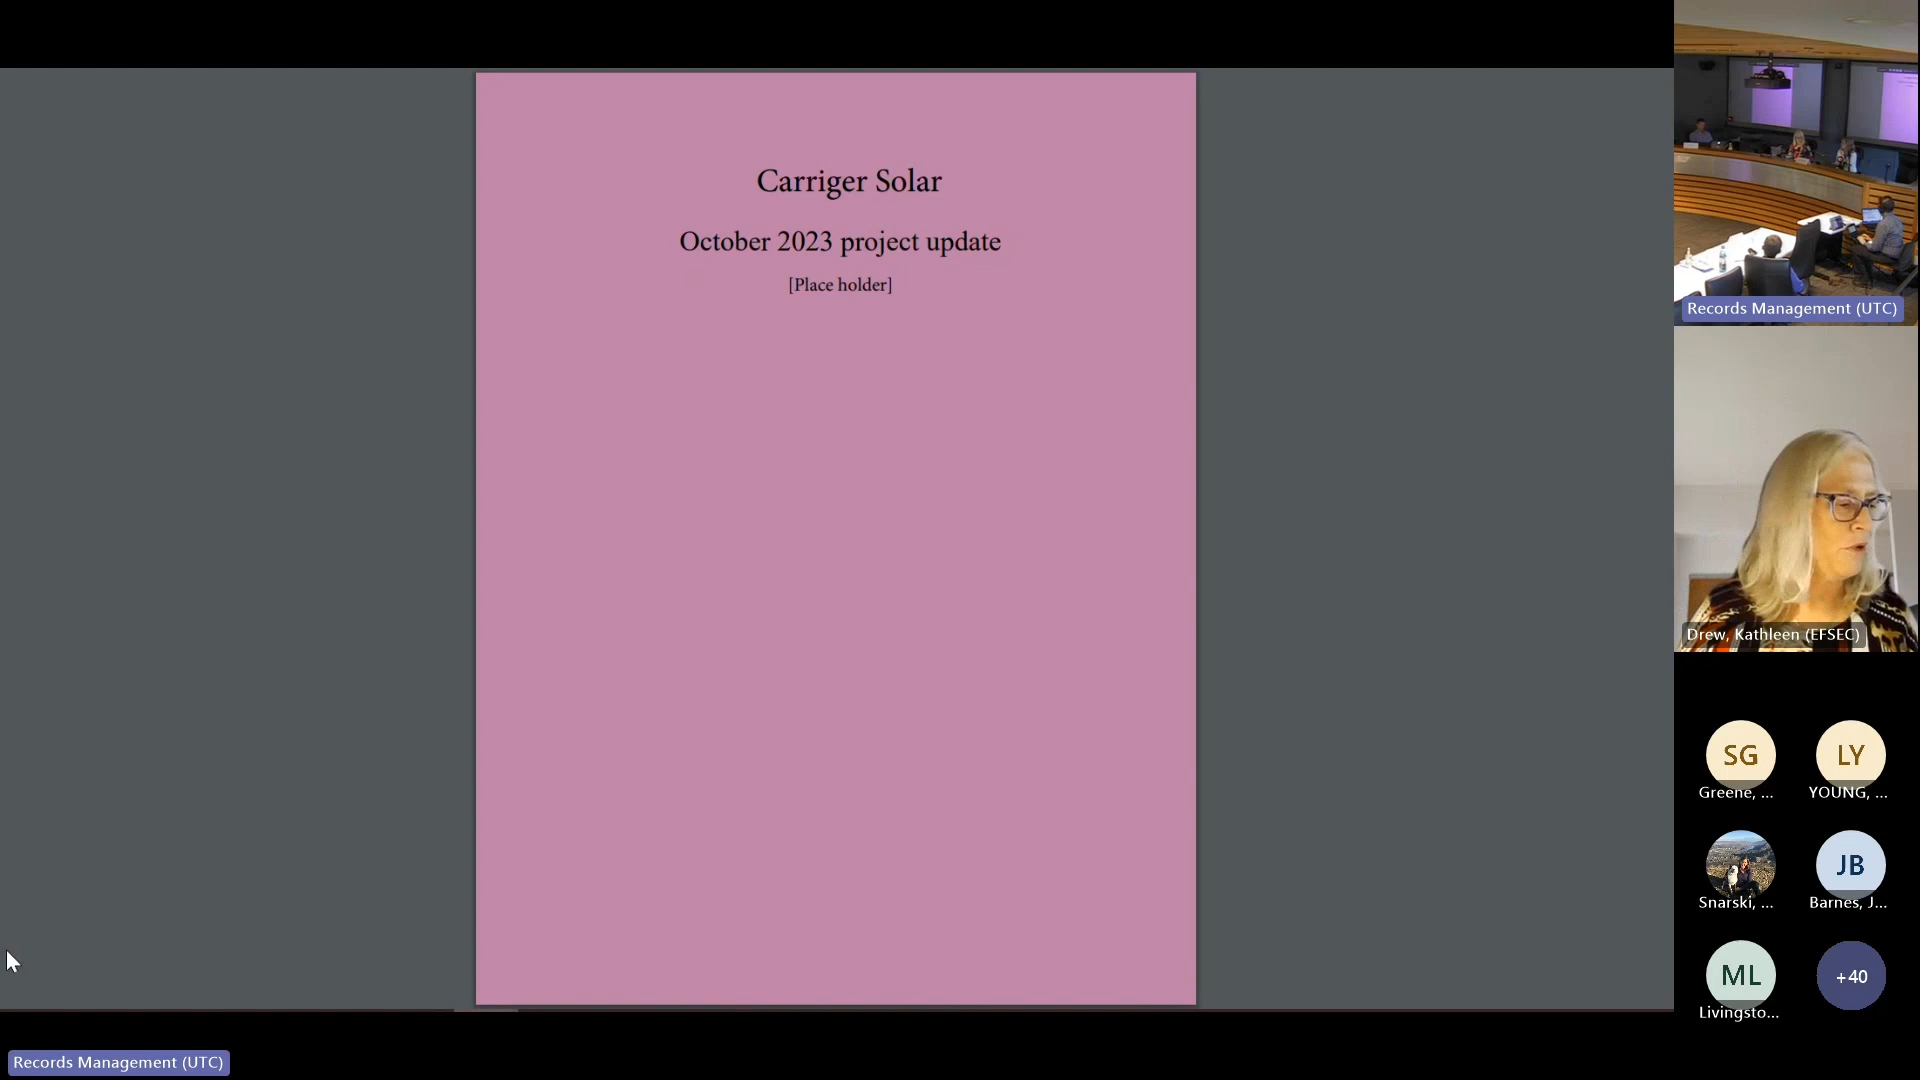 Carriger Solar
October 2023 project update
[Place holder]
Records Management (UTC)
Drew, Kathleen (EFSEC)
SG
Greene, ...
LY
YOUNG, ...
Snarski, ...
JB
Barnes, J...
ML
Livingsto...
+40
Records Management (UTC)